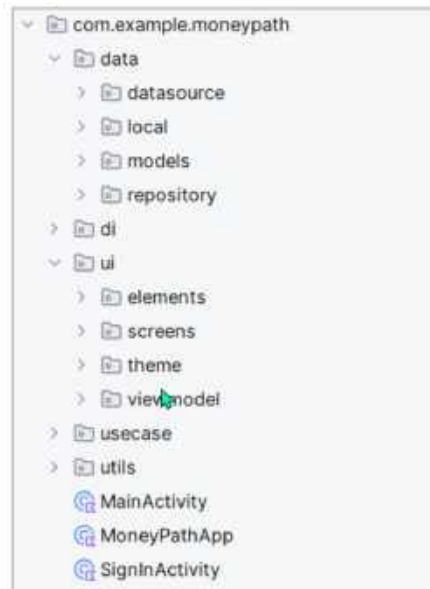 com.example.moneypath
data
datasource
local
models
repository
di
ui
elements
screens
theme
viewmodel
usecase
utils
MainActivity
MoneyPathApp
SignInActivity